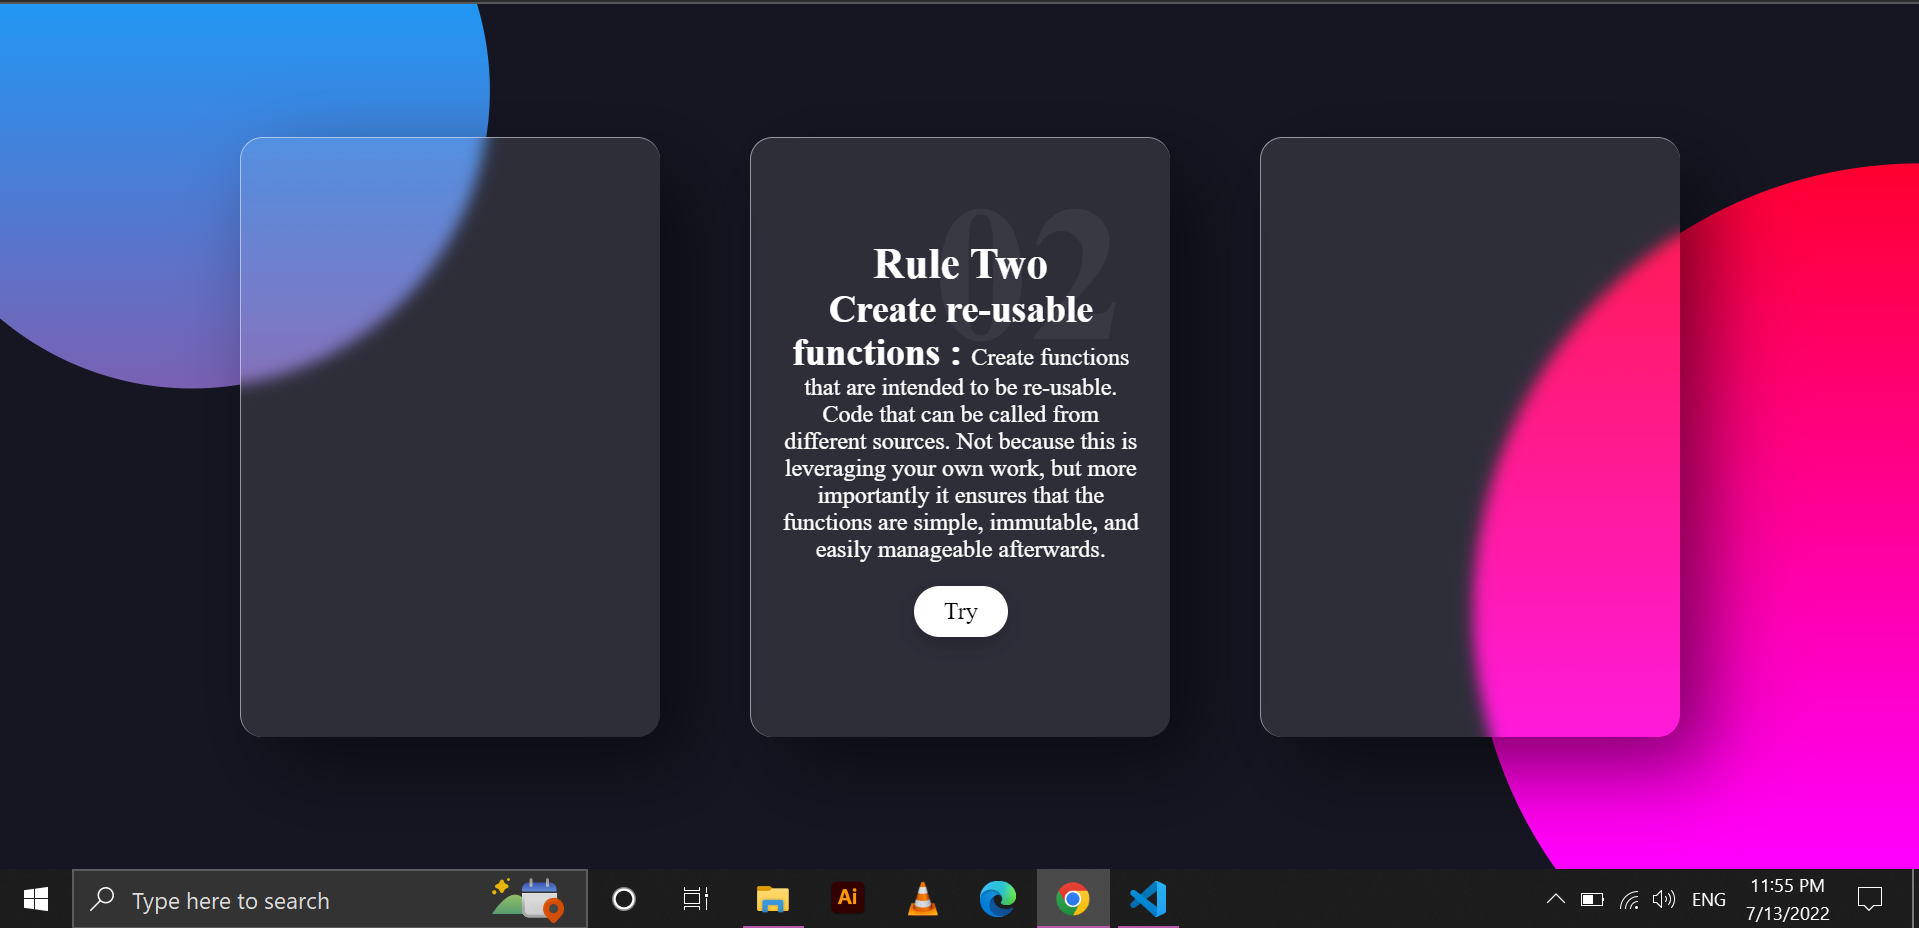 02
Rule Two
Create re-usable
functions : Create functions
that are intended to be re-usable.
Code that can be called from
different sources. Not because this is
leveraging your own work, but more
importantly it ensures that the
functions are simple, immutable, and
easily manageable afterwards.
Try
Type here to search
Ai
ENG
11:55 PM
7/13/2022